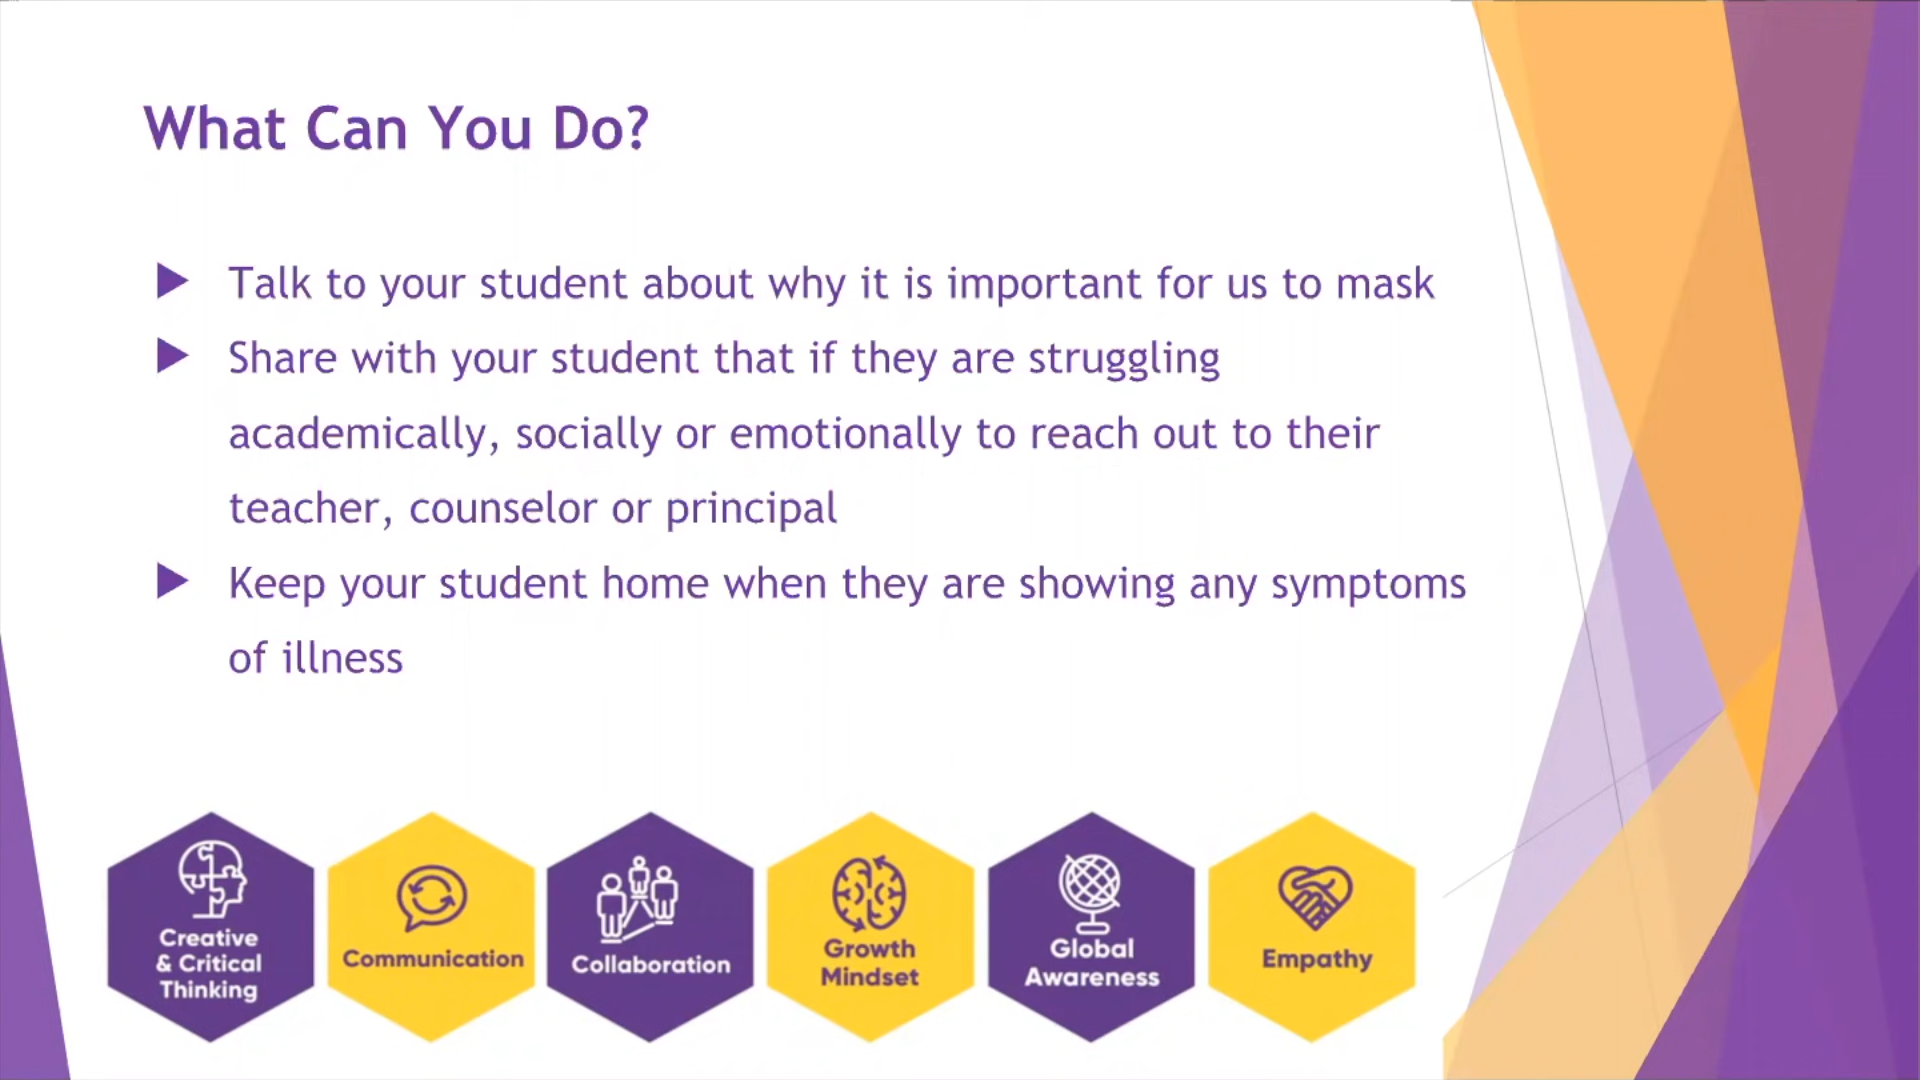 What Can You Do?
Talk to your student about why it is important for us to mask
Share with your student that if they are struggling
academically, socially or emotionally to reach out to their
teacher, counselor or principal
Keep your student home when they are showing any symptoms
of illness
Creative
& Critical
Thinking
Communication
Collaboration
Growth
Mindset
Global
Awareness
Empathy